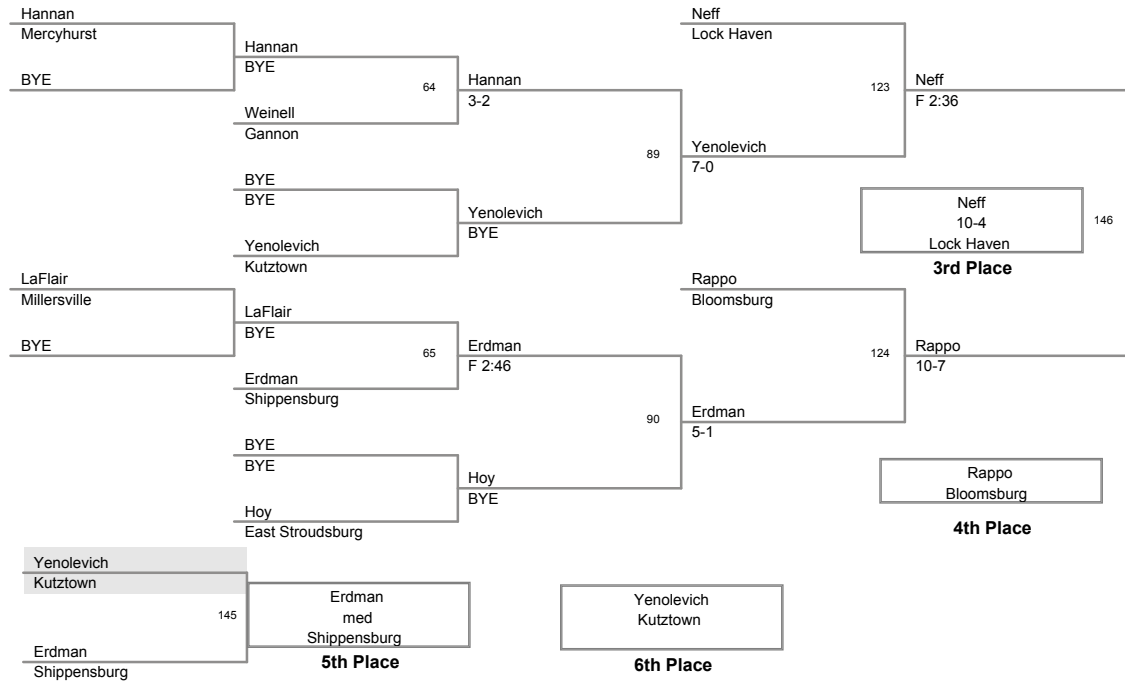 Hannan
Mercyhurst
BYE
Hannan
BYE
64
Weinell
Gannon
Hannan
3-2
BYE
BYE
Yenolevich
Kutztown
Yenolevich
BYE
89
Neff
Lock Haven
Yenolevich
7-0
123
Neff
F 2:36
Neff
10-4
Lock Haven
146
3rd Place
LaFlair
Millersville
BYE
LaFlair
BYE
65
Erdman
Shippensburg
Erdman
F 2:46
BYE
BYE
Hoy
East Stroudsburg
Hoy
BYE
90
Rappo
Bloomsburg
Erdman
5-1
124
Rappo
10-7
Rappo
Bloomsburg
4th Place
Yenolevich
Kutztown
145
Erdman
Shippensburg
Erdman
med
Shippensburg
5th Place
Yenolevich
Kutztown
6th Place